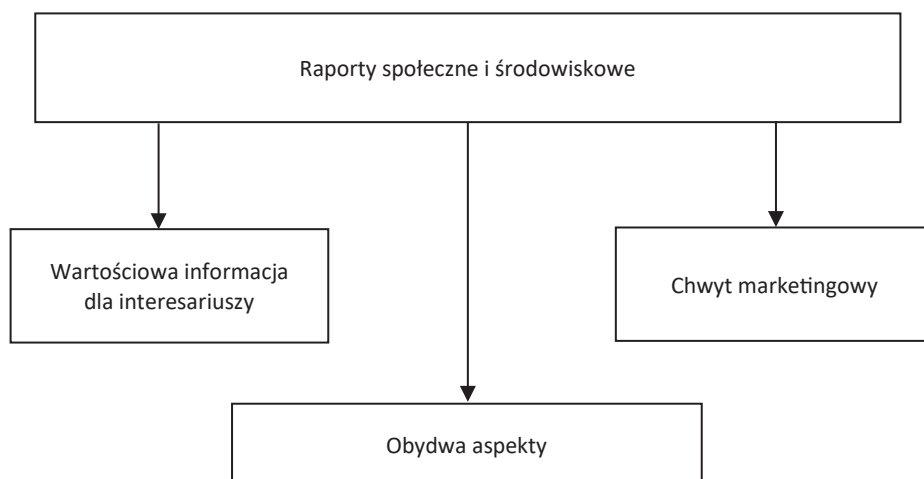 Raporty społeczne i środowiskowe
Wartościowa informacja
dla interesariuszy
Chwyt marketingowy
Obydwa aspekty